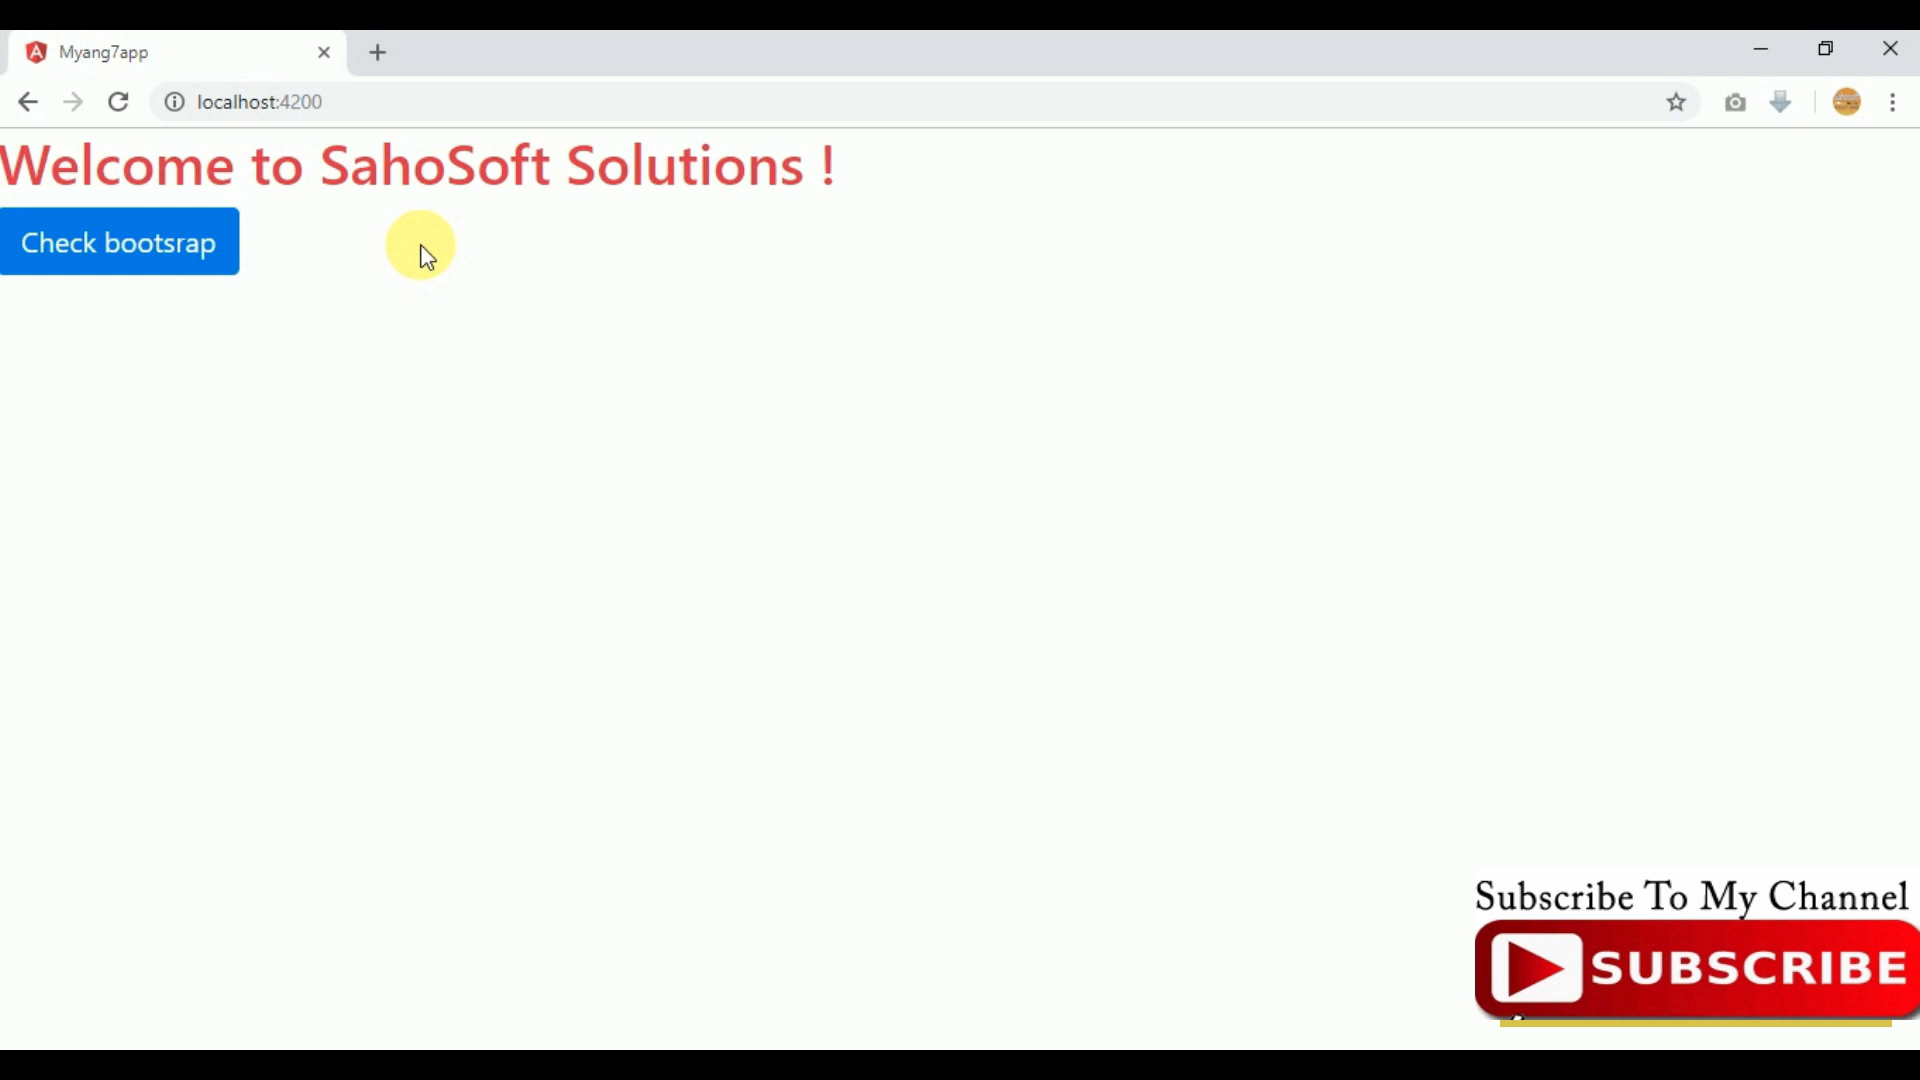 Myang7app
localhost:4200
Welcome to SahoSoft Solutions !
Check bootsrap
Subscribe To My Channel
SUBSCRIBE